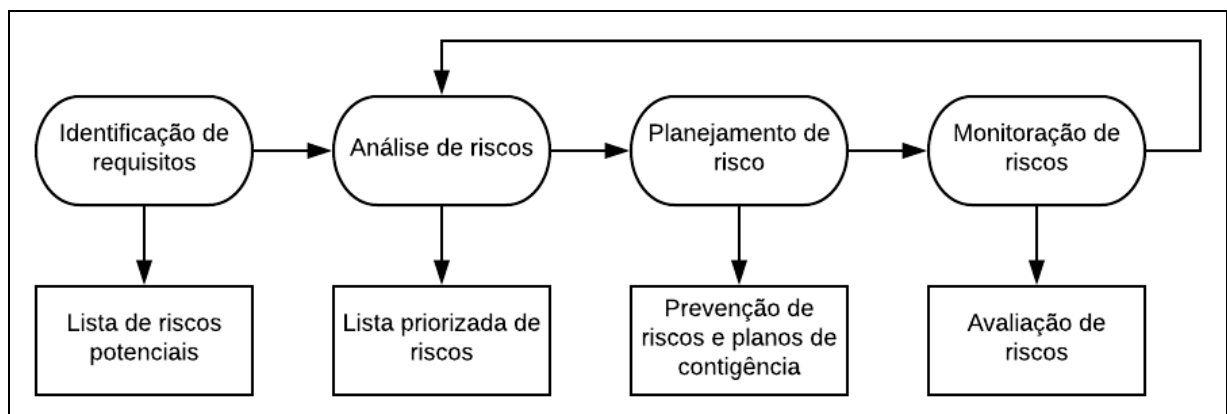 Identificação de
requisitos
Análise de riscos
Planejamento de
risco
Monitoração de
riscos
Lista de riscos
potenciais
Lista priorizada de
riscos
Prevenção de
riscos e planos de
contigência
Avaliação de
riscos